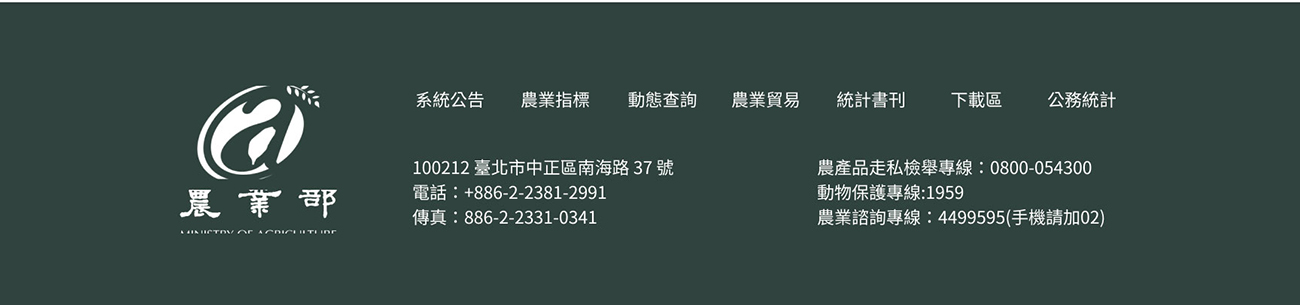 系統公告 農業指標 動態查詢 農業貿易 統計書刊 下載區 公務統計
農業部
MINISTRY OF AGRICULTURE
100212 臺北市中正區南海路 37 號
電話：+886-2-2381-2991
傳真：886-2-2331-0341
農產品走私檢舉專線：0800-054300
動物保護專線:1959
農業諮詢專線：4499595(手機請加02)